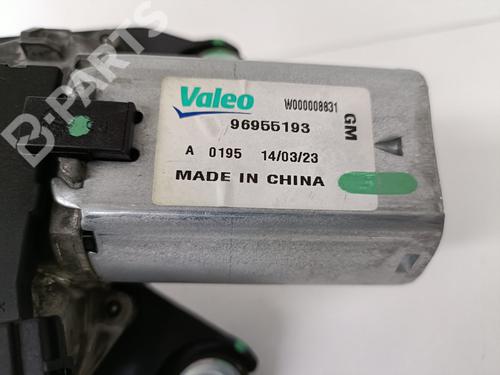 B-PARTS
Valeo W000008831
96955193 GM
A 0195 14/03/23
MADE IN CHINA